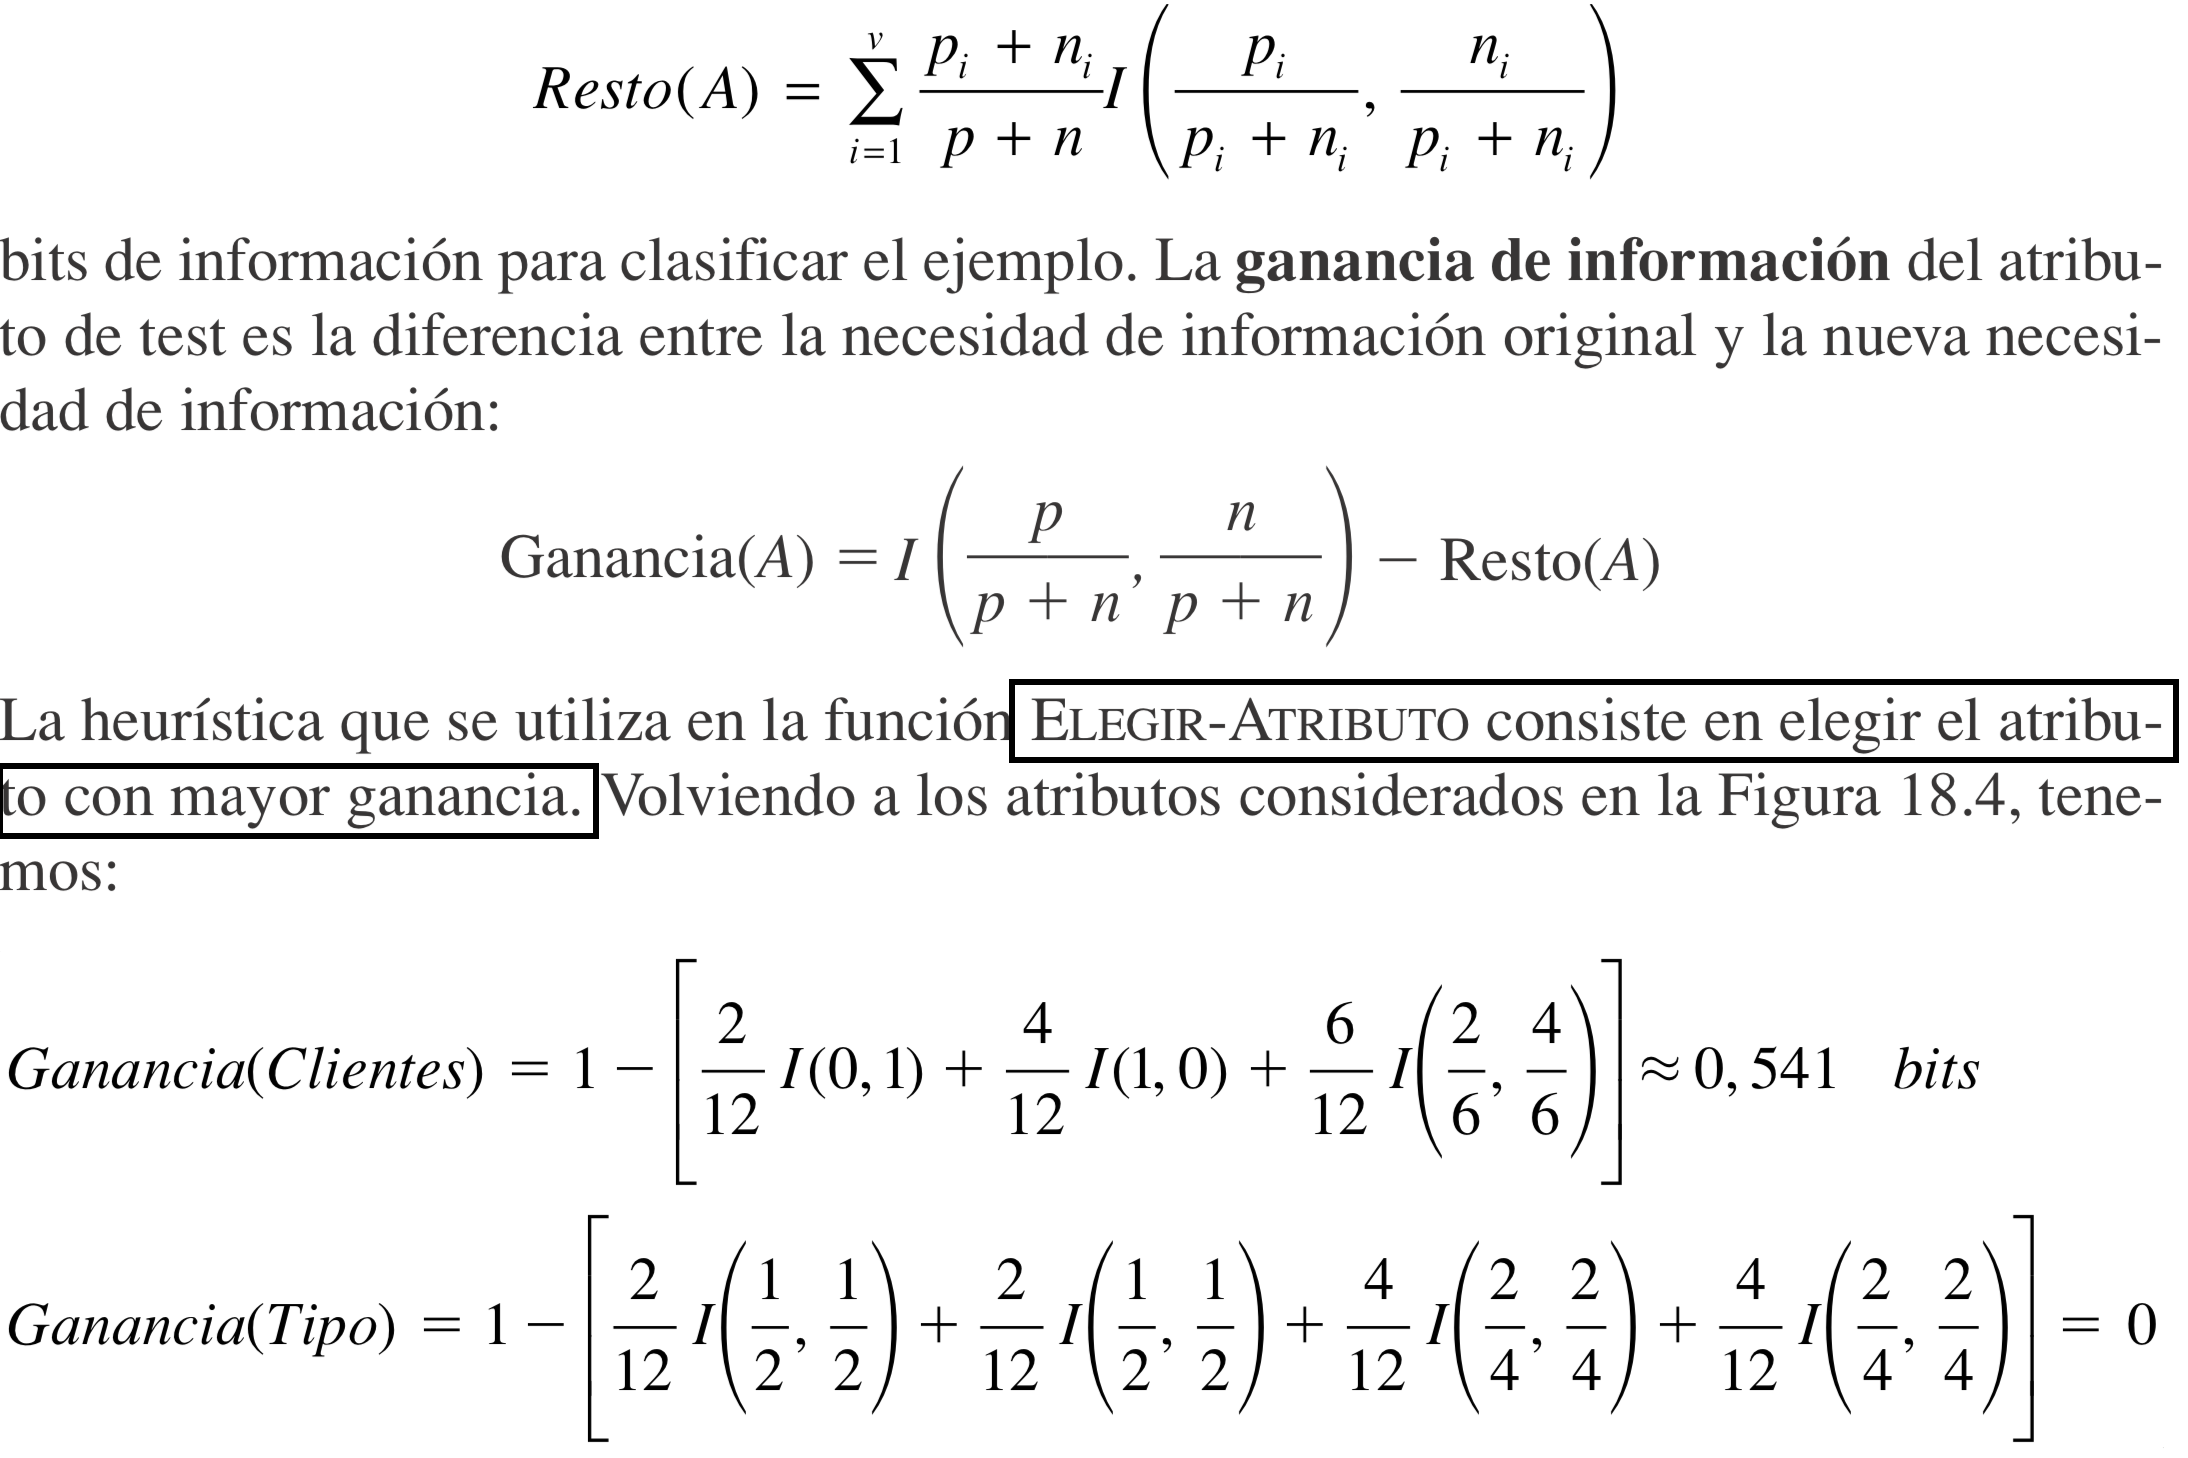 Resto(A) = \sum_{i=1}^{v} \frac{p_i + n_i}{p + n} I\left(\frac{p_i}{p_i + n_i}, \frac{n_i}{p_i + n_i}\right)
bits de información para clasificar el ejemplo. La ganancia de información del atribu-
to de test es la diferencia entre la necesidad de información original y la nueva necesi-
dad de información:
Ganancia(A) = I\left(\frac{p}{p + n}, \frac{n}{p + n}\right) − Resto(A)
La heurística que se utiliza en la función ELEGIR-ATRIBUTO consiste en elegir el atribu-
to con mayor ganancia. Volviendo a los atributos considerados en la Figura 18.4, tene-
mos:
Ganancia(Clientes) = 1 − \left[\frac{2}{12} I(0,1) + \frac{4}{12} I(1,0) + \frac{6}{12} I\left(\frac{2}{6}, \frac{4}{6}\right)\right] ≈ 0,541 bits
Ganancia(Tipo) = 1 − \left[\frac{2}{12} I\left(\frac{1}{2}, \frac{1}{2}\right) + \frac{2}{12} I\left(\frac{1}{2}, \frac{1}{2}\right) + \frac{4}{12} I\left(\frac{2}{4}, \frac{2}{4}\right) + \frac{4}{12} I\left(\frac{2}{4}, \frac{2}{4}\right)\right] = 0